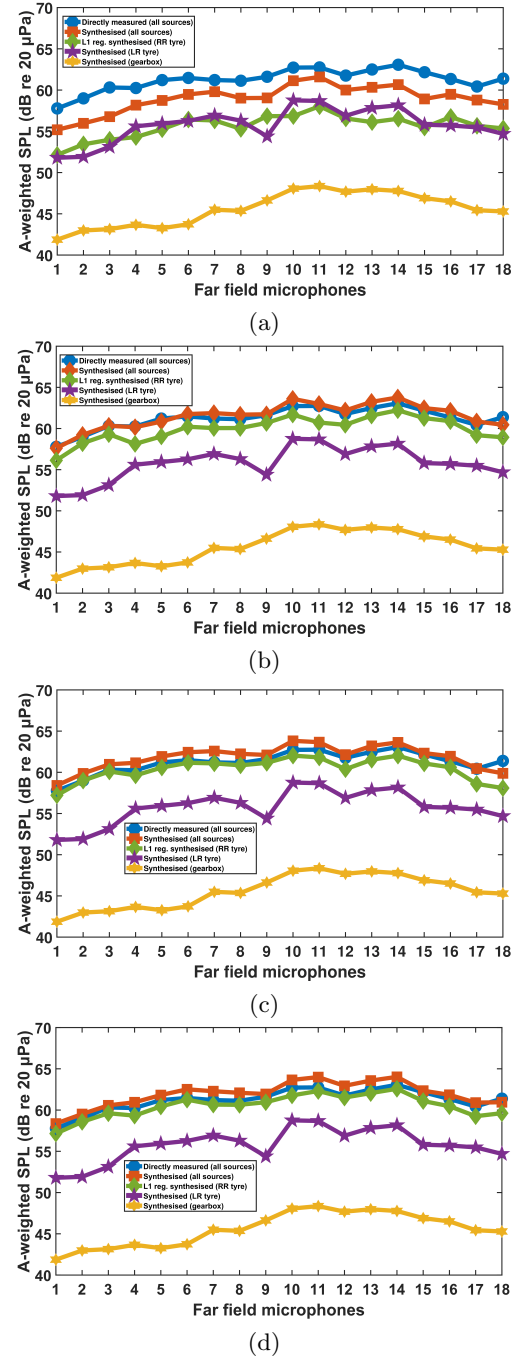 70
65
60
55
50
45
40
A-weighted SPL (dB re 20 μPa)
Directly measured (all sources)
Synthesised (all sources)
L1 reg. synthesised (RR tyre)
Synthesised (LR tyre)
Synthesised (gearbox)
1 2 3 4 5 6 7 8 9 10 11 12 13 14 15 16 17 18
Far field microphones
(a)
70
65
60
55
50
45
40
A-weighted SPL (dB re 20 μPa)
Directly measured (all sources)
Synthesised (all sources)
L1 reg. synthesised (RR tyre)
Synthesised (LR tyre)
Synthesised (gearbox)
1 2 3 4 5 6 7 8 9 10 11 12 13 14 15 16 17 18
Far field microphones
(b)
70
65
60
55
50
45
40
A-weighted SPL (dB re 20 μPa)
Directly measured (all sources)
Synthesised (all sources)
L1 reg. synthesised (RR tyre)
Synthesised (LR tyre)
Synthesised (gearbox)
1 2 3 4 5 6 7 8 9 10 11 12 13 14 15 16 17 18
Far field microphones
(c)
70
65
60
55
50
45
40
A-weighted SPL (dB re 20 μPa)
Directly measured (all sources)
Synthesised (all sources)
L1 reg. synthesised (RR tyre)
Synthesised (LR tyre)
Synthesised (gearbox)
1 2 3 4 5 6 7 8 9 10 11 12 13 14 15 16 17 18
Far field microphones
(d)